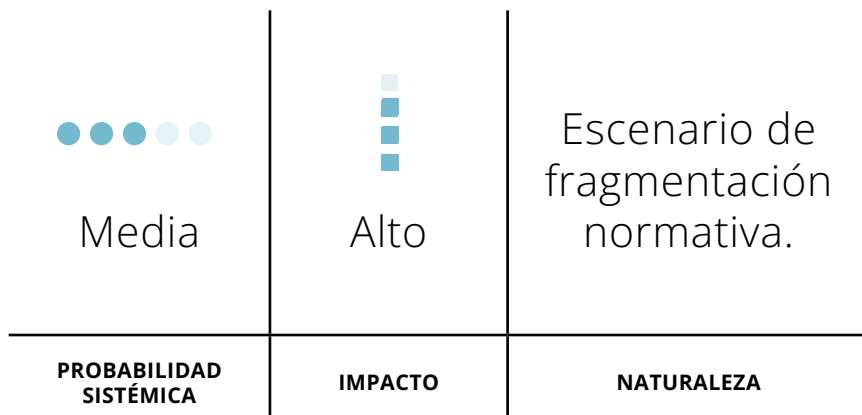 Media
Alto
Escenario de
fragmentación
normativa.
PROBABILIDAD
SISTÉMICA
IMPACTO
NATURALEZA